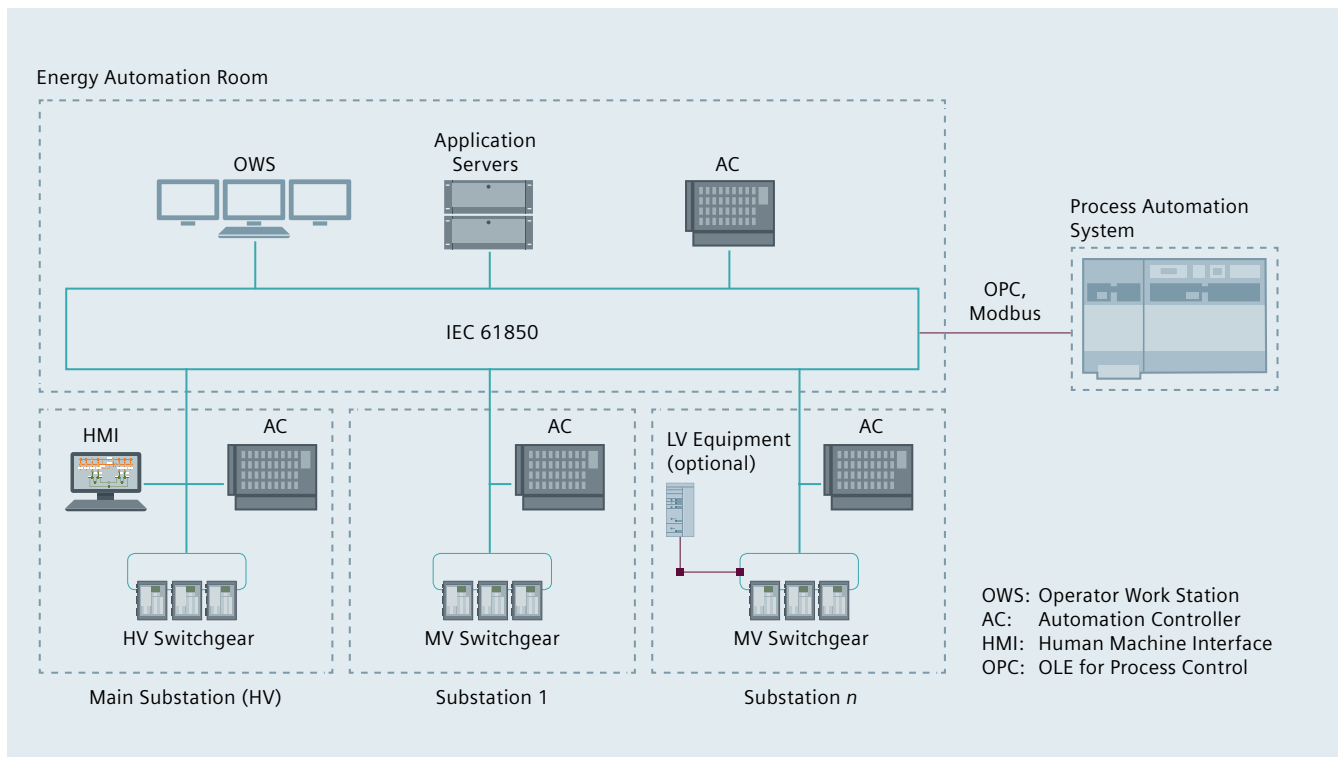 Energy Automation Room
OWS
Application
Servers
AC
Process Automation
System
OPC,
Modbus
IEC 61850
HMI
AC
HV Switchgear
Main Substation (HV)
AC
MV Switchgear
Substation 1
LV Equipment
(optional)
AC
MV Switchgear
Substation n
OWS: Operator Work Station
AC: Automation Controller
HMI: Human Machine Interface
OPC: OLE for Process Control